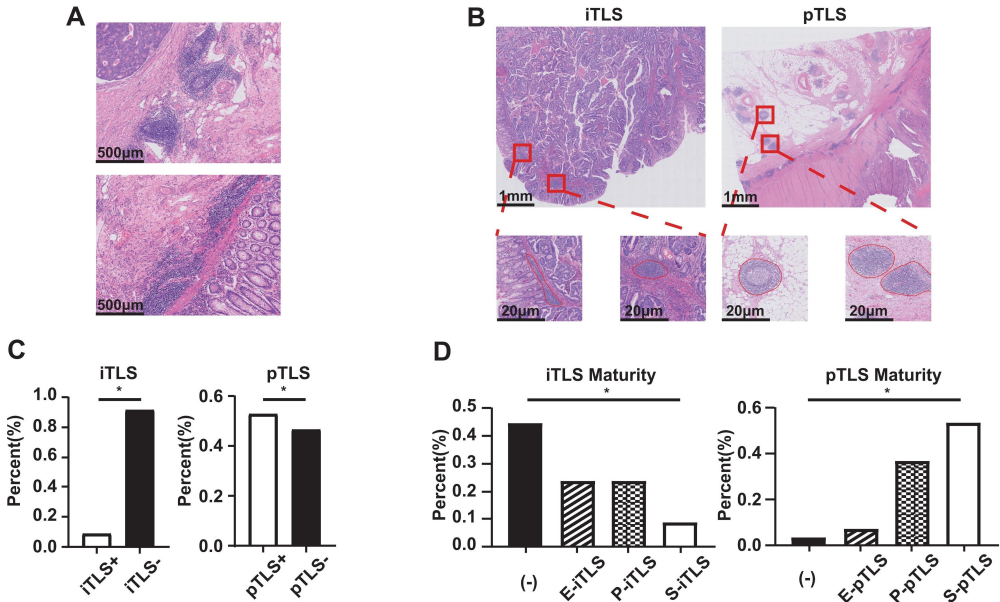 A
500μm
500μm
B
iTLS
pTLS
1mm
1mm
20μm
20μm
20μm
20μm
C
iTLS
*
Percent(%)
1.0
0.8
0.6
0.4
0.2
0.0
iTLS+
iTLS-
pTLS
*
Percent(%)
0.6
0.4
0.2
0.0
pTLS+
pTLS-
D
iTLS Maturity
*
Percent(%)
0.5
0.4
0.3
0.2
0.1
0.0
(-)
E-iTLS
P-iTLS
S-iTLS
pTLS Maturity
*
Percent(%)
0.6
0.4
0.2
0.0
(-)
E-pTLS
P-pTLS
S-pTLS